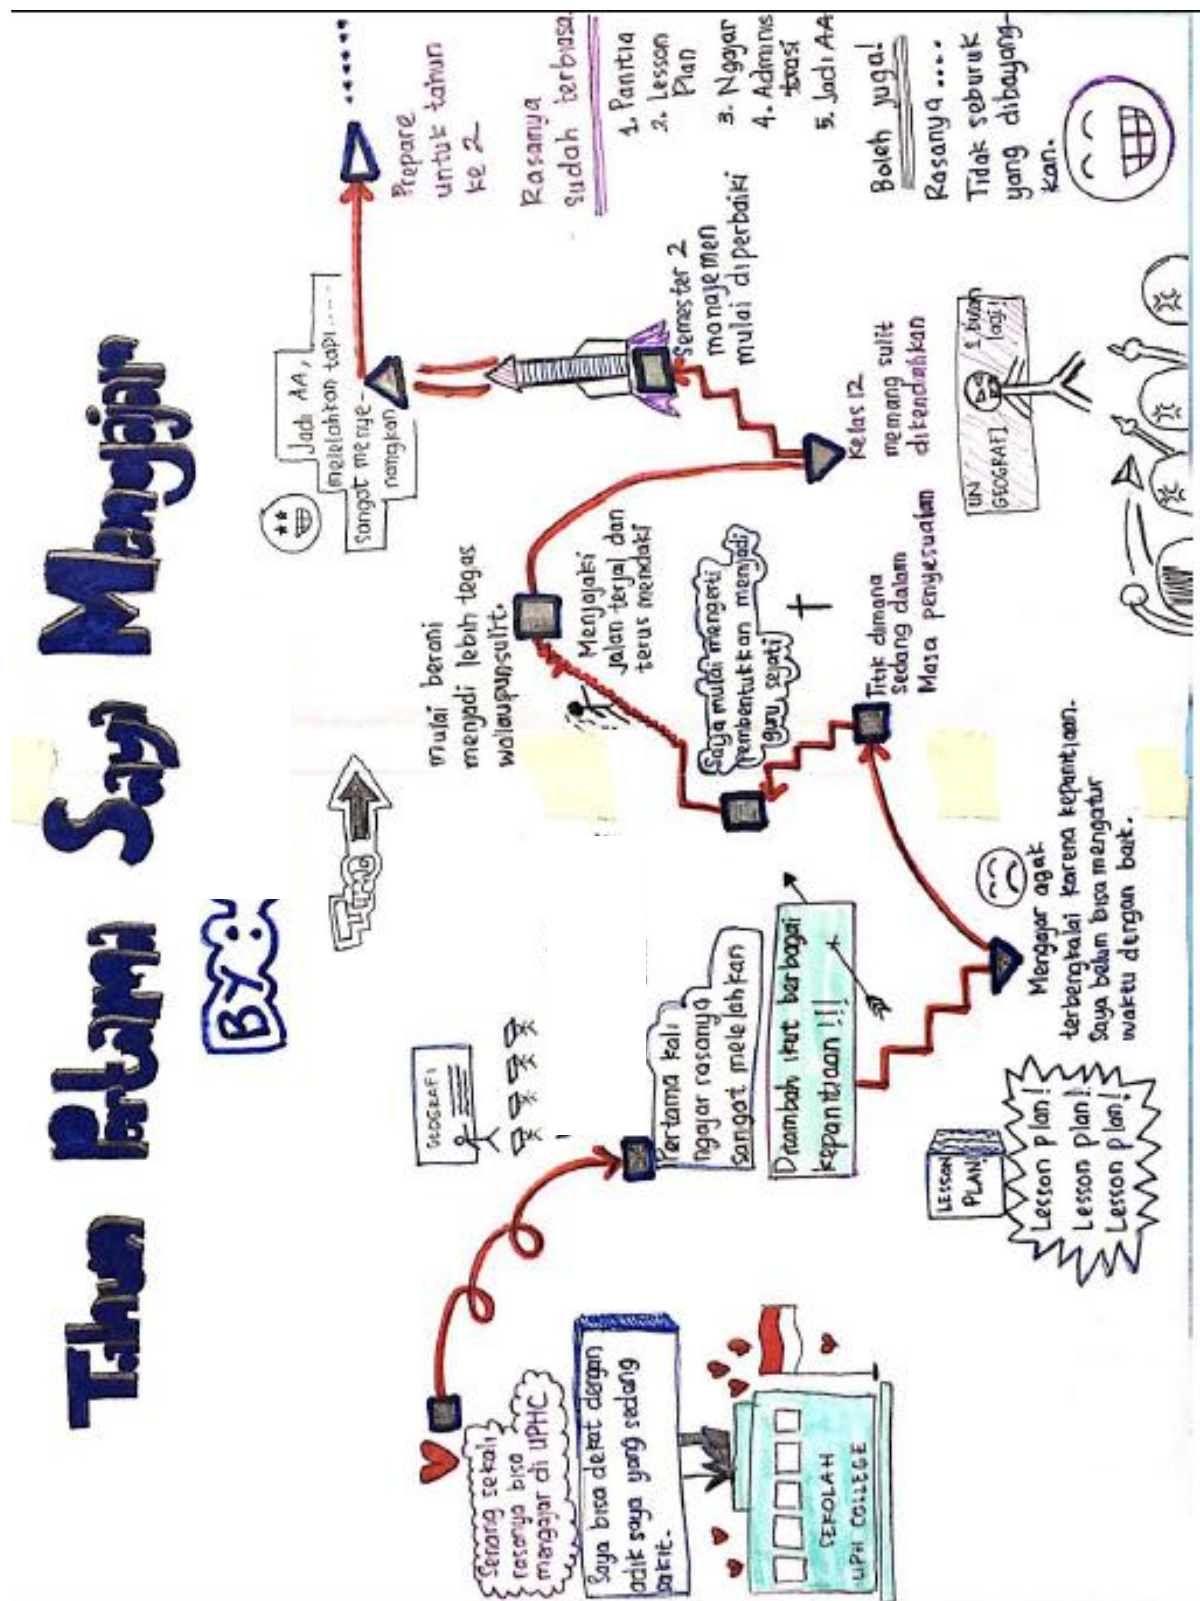 Tahun Pertama Saya Mengajar
BY:
TIME
Senang sekali
rasanya bisa
mengajar di UPHC
Saya bisa dekat dengan
adik saya yang sedang
sakit.
SEKOLAH
UPH COLLEGE
GEOGRAFI
Pertama kali
ngajar rasanya
sangat melelahkan
Ditambah ikut berbagai
kepanitiaan!!!
LESSON
PLAN!
Lesson plan!
Lesson plan!
Lesson plan!
Mengajar agak
terbengkalai karena kepanitiaan.
Saya belum bisa mengatur
waktu dengan baik.
Titik dimana
sedang dalam
Masa penyesuaian
Saya mulai mengerti
pembentukkan menjadi
guru sejati
mulai berani
menjadi lebih tegas
walaupun sulit.
Menjajaki
jalan terjal dan
terus mendaki
Kelas 12
memang sulit
dikendalikan
UN
GEOGRAFI
1 bulan
lagi!
Semester 2
manajemen
mulai diperbaiki
Jadi AA,
melelahkan tapi.....
sangat menye-
nangkan
Prepare
untuk tahun
ke 2
Rasanya
sudah terbiasa
1. Panitia
2. Lesson
Plan
3. Ngajar
4. Adminis
trasi
5. Jadi AA
Boleh juga!
Rasanya....
Tidak seburuk
yang dibayang-
kan.